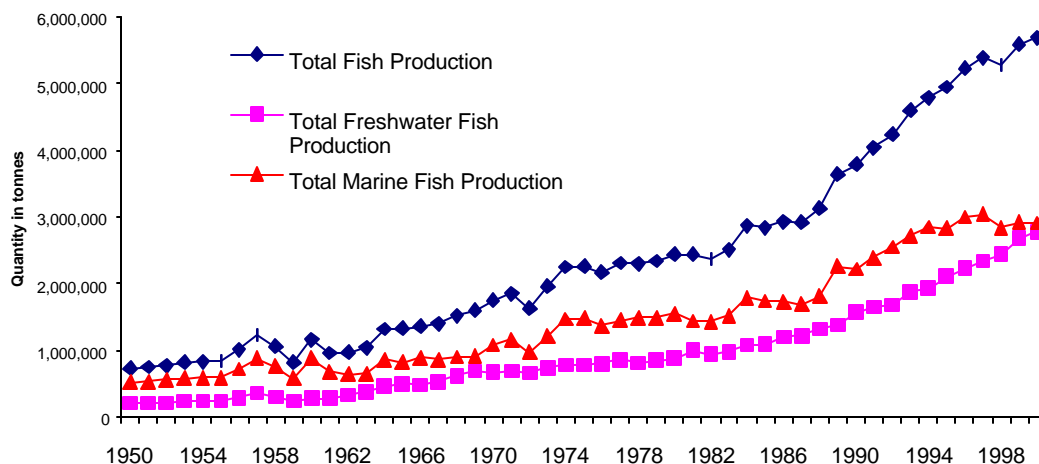 6,000,000
5,000,000
4,000,000
3,000,000
2,000,000
1,000,000
0
Quantity in tonnes
Total Fish Production
Total Freshwater Fish
Production
Total Marine Fish Production
1950 1954 1958 1962 1966 1970 1974 1978 1982 1986 1990 1994 1998